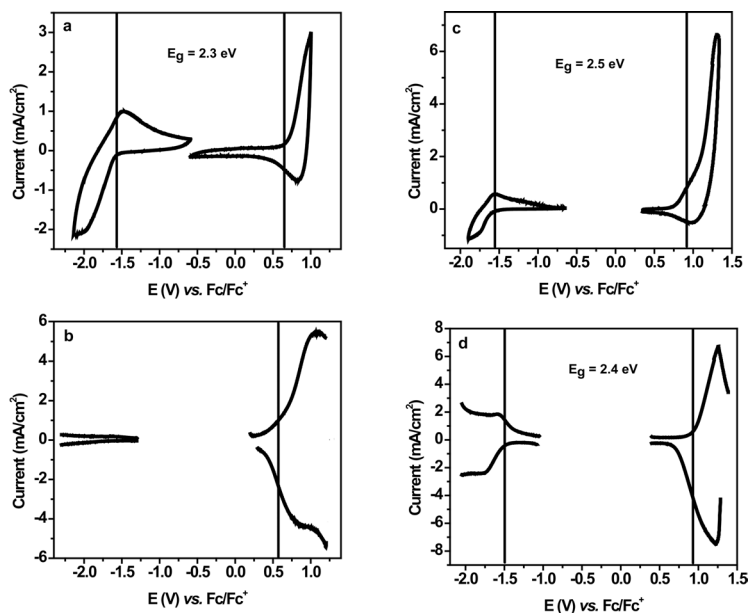 a
E_g = 2.3 eV
Current (mA/cm²)
3
2
1
0
-1
-2
-2.0 -1.5 -1.0 -0.5 0.0 0.5 1.0
E (V) vs. Fc/Fc⁺
c
E_g = 2.5 eV
Current (mA/cm²)
6
4
2
0
-2.0 -1.5 -1.0 -0.5 0.0 0.5 1.0 1.5
E (V) vs. Fc/Fc⁺
b
Current (mA/cm²)
6
4
2
0
-2
-4
-6
-2.0 -1.5 -1.0 -0.5 0.0 0.5 1.0
E (V) vs. Fc/Fc⁺
d
E_g = 2.4 eV
Current (mA/cm²)
8
6
4
2
0
-2
-4
-6
-8
-2.0 -1.5 -1.0 -0.5 0.0 0.5 1.0 1.5
E (V) vs. Fc/Fc⁺